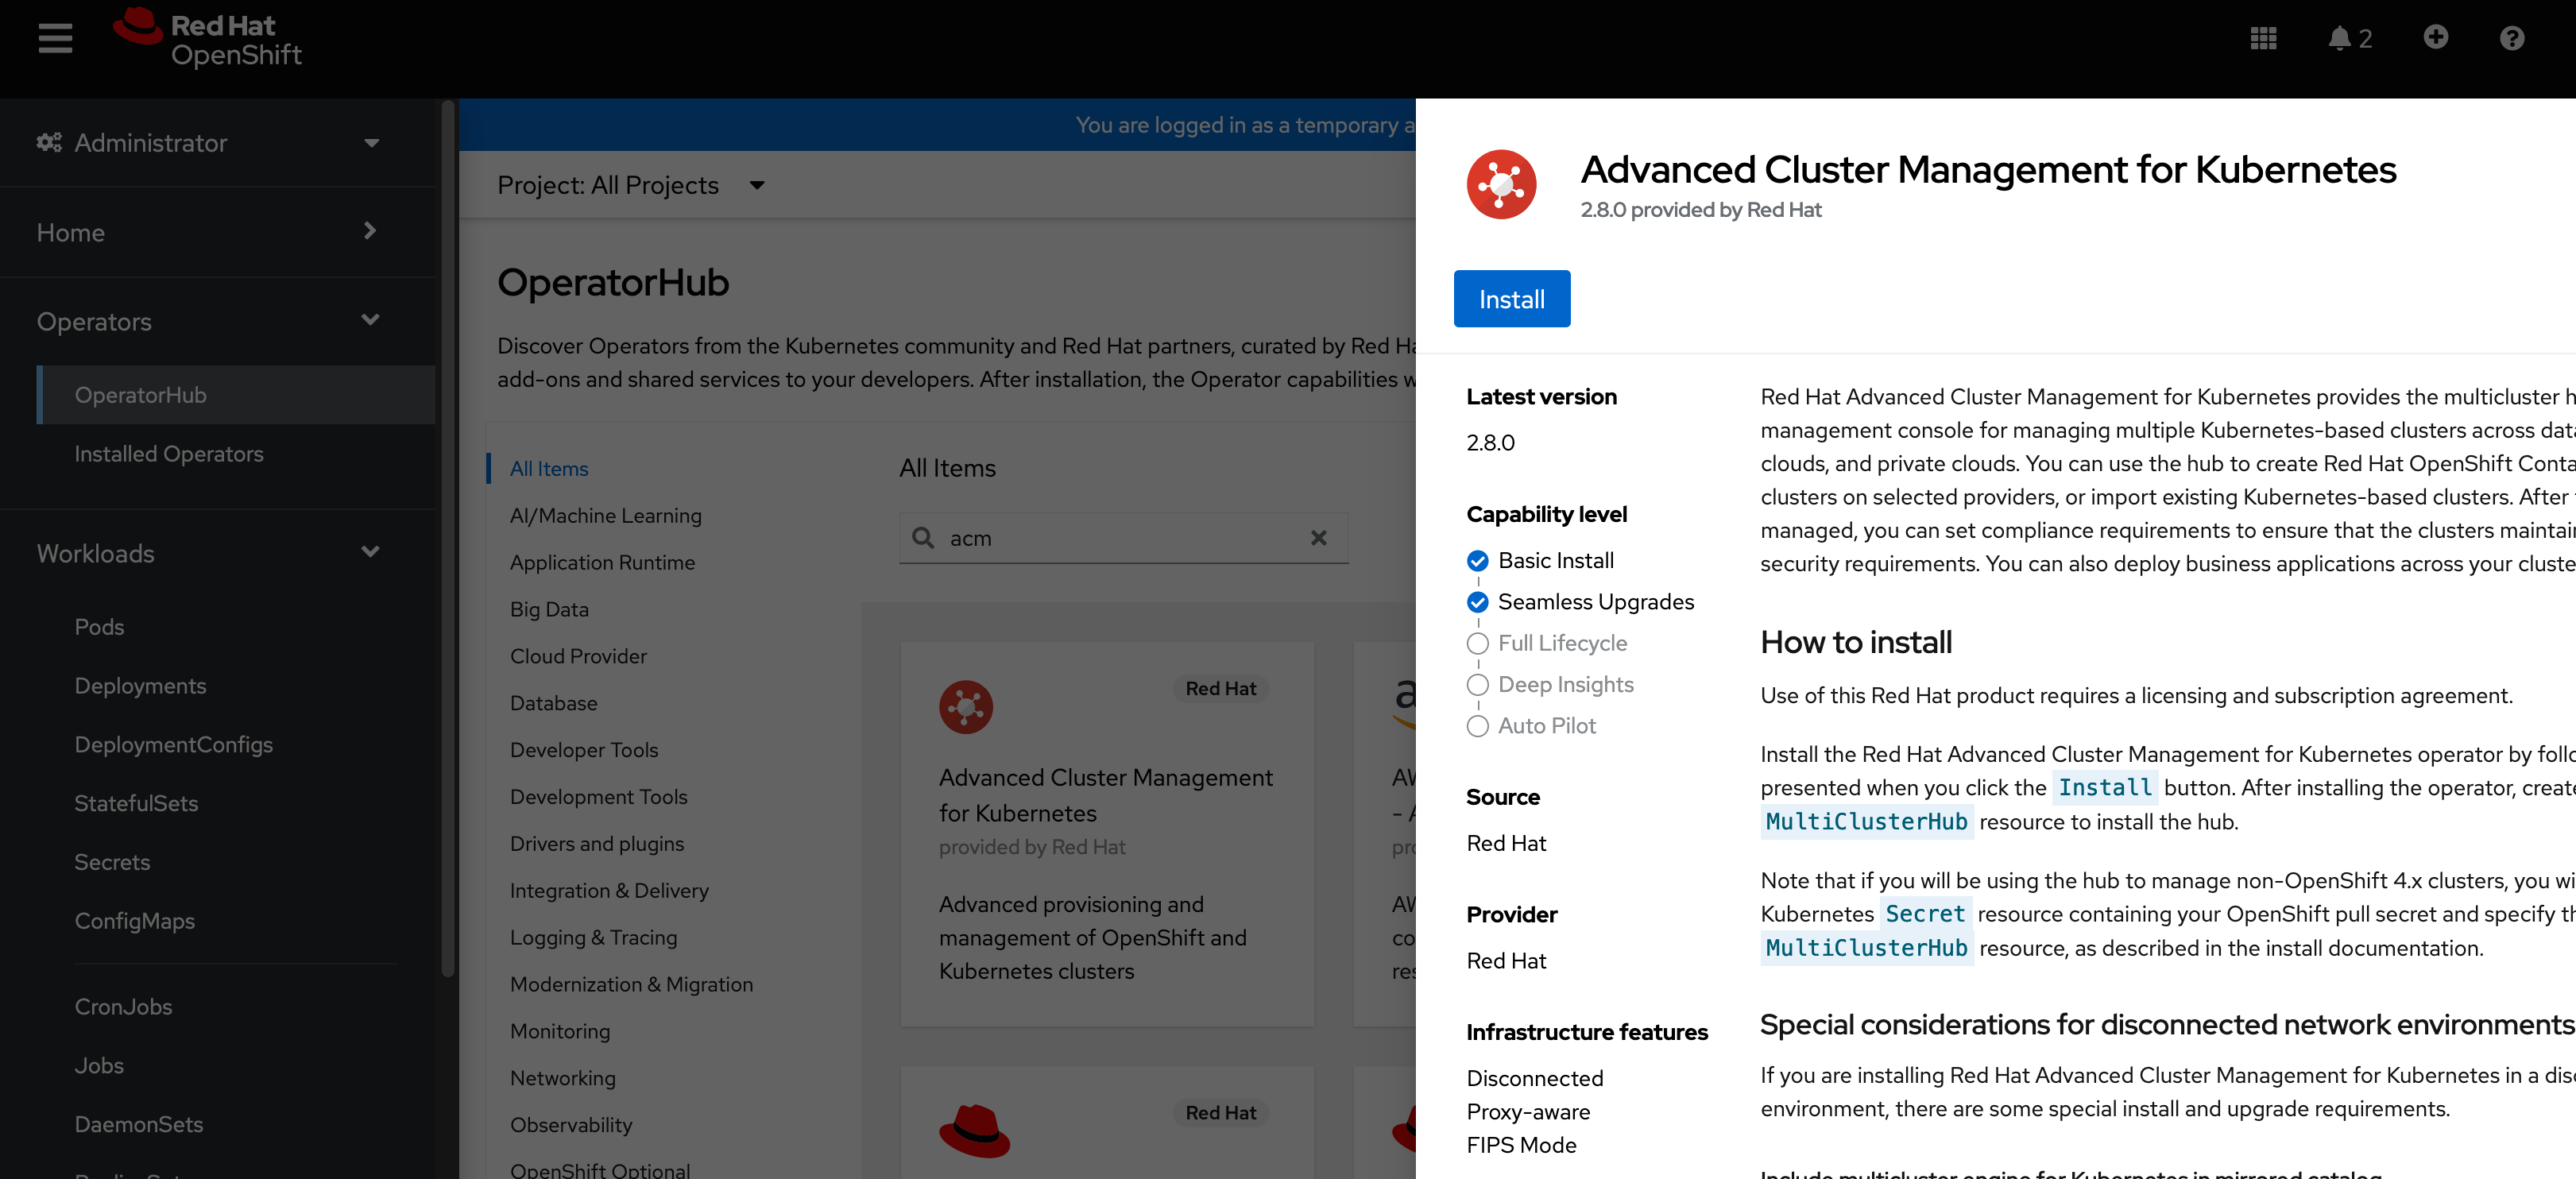 Red Hat
OpenShift
2
Administrator
Home
Operators
OperatorHub
Installed Operators
Workloads
Pods
Deployments
DeploymentConfigs
StatefulSets
Secrets
ConfigMaps
CronJobs
Jobs
DaemonSets
You are logged in as a temporary a
Project: All Projects
OperatorHub
Discover Operators from the Kubernetes community and Red Hat partners, curated by Red Ha
add-ons and shared services to your developers. After installation, the Operator capabilities w
All Items
AI/Machine Learning
Application Runtime
Big Data
Cloud Provider
Database
Developer Tools
Development Tools
Drivers and plugins
Integration & Delivery
Logging & Tracing
Modernization & Migration
Monitoring
Networking
Observability
OpenShift Optional
All Items
acm
Red Hat
Advanced Cluster Management
for Kubernetes
provided by Red Hat
Advanced provisioning and
management of OpenShift and
Kubernetes clusters
Red Hat
Advanced Cluster Management for Kubernetes
2.8.0 provided by Red Hat
Install
Latest version
2.8.0
Capability level
Basic Install
Seamless Upgrades
Full Lifecycle
Deep Insights
Auto Pilot
Source
Red Hat
Provider
Red Hat
Infrastructure features
Disconnected
Proxy-aware
FIPS Mode
Red Hat Advanced Cluster Management for Kubernetes provides the multicluster h
management console for managing multiple Kubernetes-based clusters across data
clouds, and private clouds. You can use the hub to create Red Hat OpenShift Conta
clusters on selected providers, or import existing Kubernetes-based clusters. After
managed, you can set compliance requirements to ensure that the clusters maintain
security requirements. You can also deploy business applications across your cluste
How to install
Use of this Red Hat product requires a licensing and subscription agreement.
Install the Red Hat Advanced Cluster Management for Kubernetes operator by follo
presented when you click the Install button. After installing the operator, create
MultiClusterHub resource to install the hub.
Note that if you will be using the hub to manage non-OpenShift 4.x clusters, you wi
Kubernetes Secret resource containing your OpenShift pull secret and specify th
MultiClusterHub resource, as described in the install documentation.
Special considerations for disconnected network environments
If you are installing Red Hat Advanced Cluster Management for Kubernetes in a disc
environment, there are some special install and upgrade requirements.
Include multicluster engine for Kubernetes in mirrored catalog